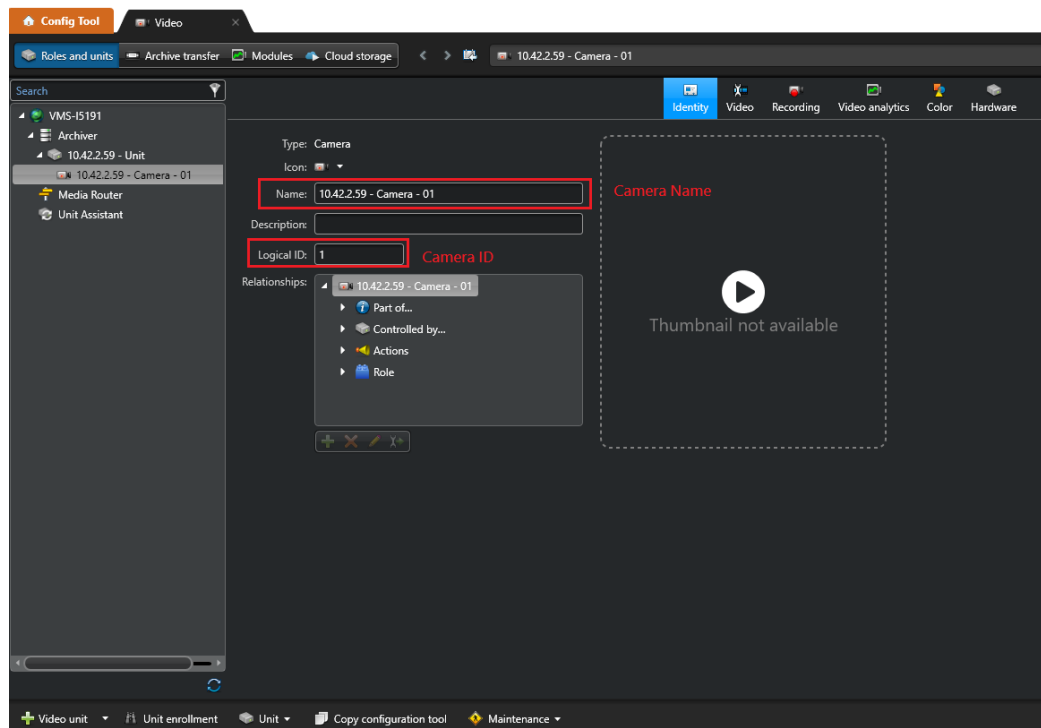 Config Tool Video ×
Roles and units Archive transfer Modules Cloud storage 10.42.2.59 - Camera - 01
Search
VMS-I5191
Archiver
10.42.2.59 - Unit
10.42.2.59 - Camera - 01
Media Router
Unit Assistant
Identity Video Recording Video analytics Color Hardware
Type: Camera
Icon:
Name: 10.42.2.59 - Camera - 01 Camera Name
Description:
Logical ID: 1 Camera ID
Relationships: 10.42.2.59 - Camera - 01
Part of...
Controlled by...
Actions
Role
Thumbnail not available
Video unit Unit enrollment Unit Copy configuration tool Maintenance